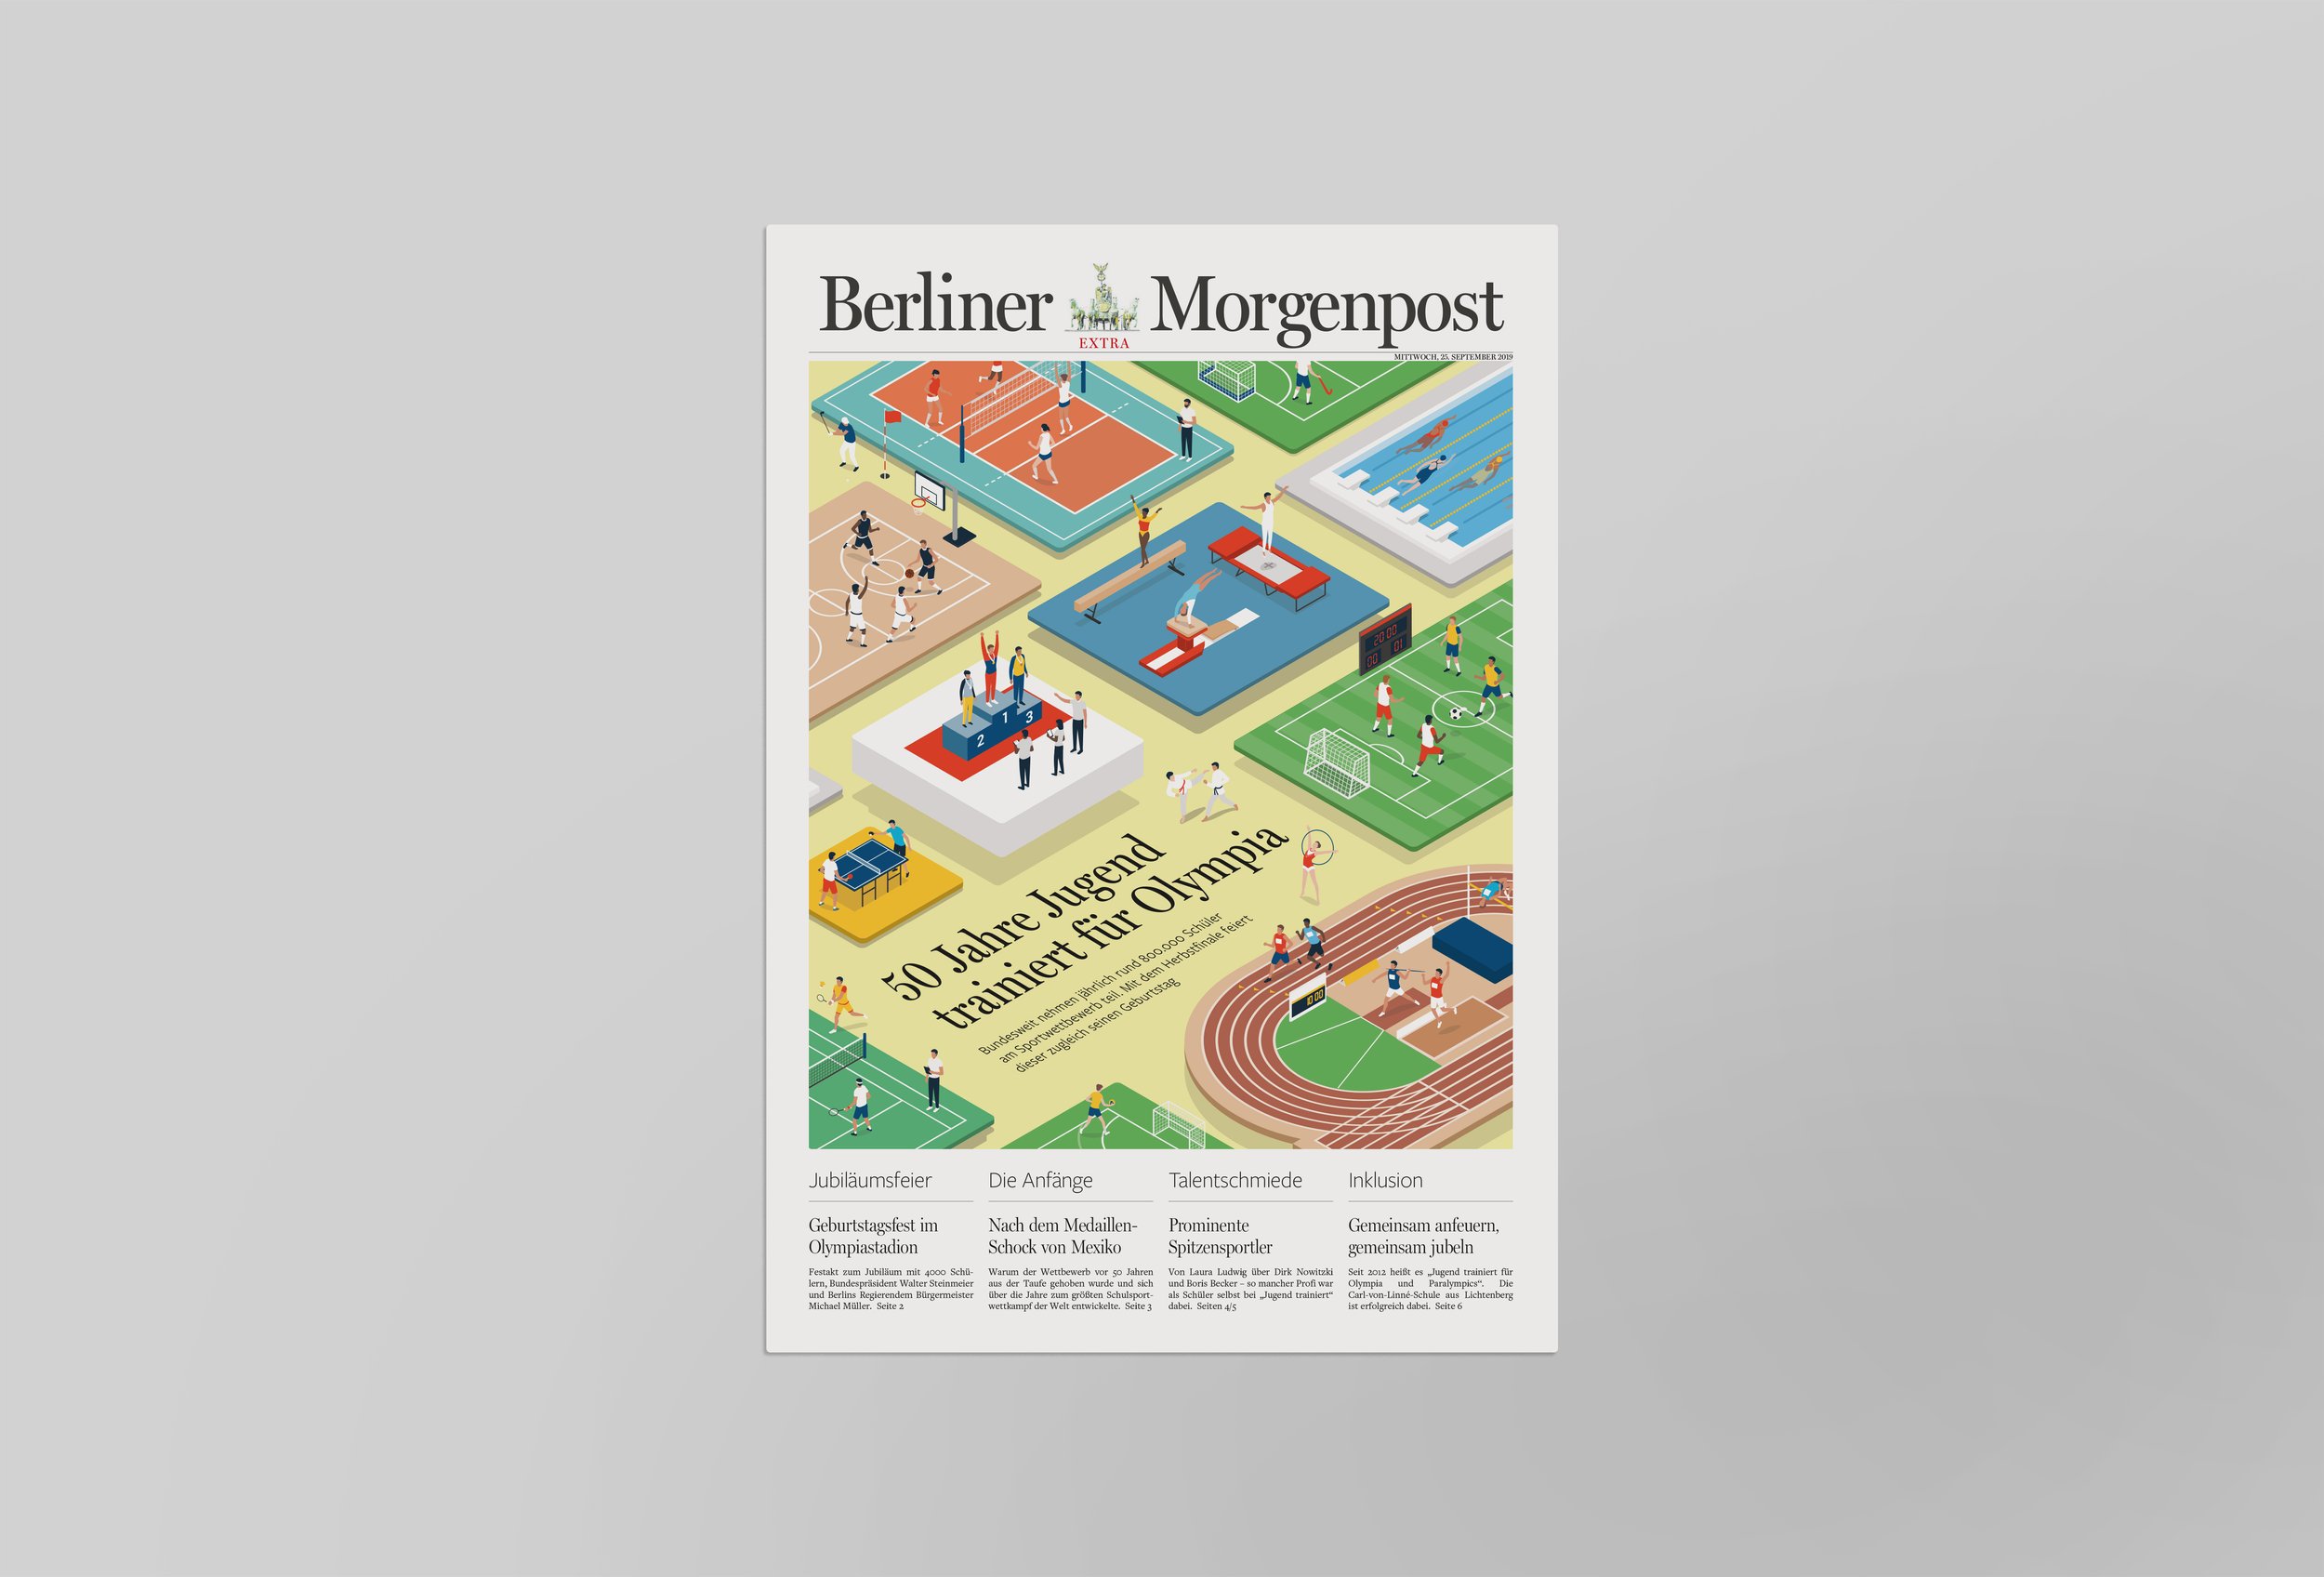 Berliner Morgenpost
EXTRA
MITTWOCH, 25. SEPTEMBER 2019
20:00
00 01
1
3
2
50 Jahre Jugend
trainiert für Olympia
Bundesweit nehmen jährlich rund 800.000 Schüler
am Sportwettbewerb teil. Mit dem Herbstfinale feiert
dieser zugleich seinen Geburtstag
10:00
Jubiläumsfeier
Geburtstagsfest im
Olympiastadion
Festakt zum Jubiläum mit 4000 Schü-
lern, Bundespräsident Walter Steinmeier
und Berlins Regierendem Bürgermeister
Michael Müller. Seite 2
Die Anfänge
Nach dem Medaillen-
Schock von Mexiko
Warum der Wettbewerb vor 50 Jahren
aus der Taufe gehoben wurde und sich
über die Jahre zum größten Schulsport-
wettkampf der Welt entwickelte. Seite 3
Talentschmiede
Prominente
Spitzensportler
Von Laura Ludwig über Dirk Nowitzki
und Boris Becker – so mancher Profi war
als Schüler selbst bei „Jugend trainiert“
dabei. Seiten 4/5
Inklusion
Gemeinsam anfeuern,
gemeinsam jubeln
Seit 2012 heißt es „Jugend trainiert für
Olympia und Paralympics“. Die
Carl-von-Linné-Schule aus Lichtenberg
ist erfolgreich dabei. Seite 6